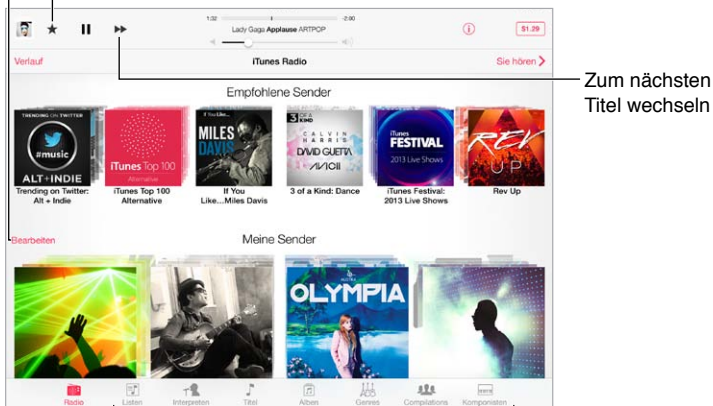 1:32 -2:00
Lady Gaga Applause ARTPOP
$1.29
Verlauf
iTunes Radio
Sie hören
Empfohlene Sender
Zum nächsten
Titel wechseln
TRENDING ON TWITTER
#music
ALT+INDIE
iTunes Top 100
Alternative
If You Like...
MILES
DAVIS
3 OF A
KIND
CALVIN
HARRIS
DAVID GUETTA
AVICII
iTunes
FESTIVAL
2013 Live Shows
REV
UP
Trending on Twitter:
Alt + Indie
iTunes Top 100
Alternative
If You
Like...Miles Davis
3 of a Kind: Dance
iTunes Festival:
2013 Live Shows
Rev Up
Bearbeiten
Meine Sender
OLYMPIA
Radio
Listen
Interpreten
Titel
Alben
Genres
Compilations
Komponisten